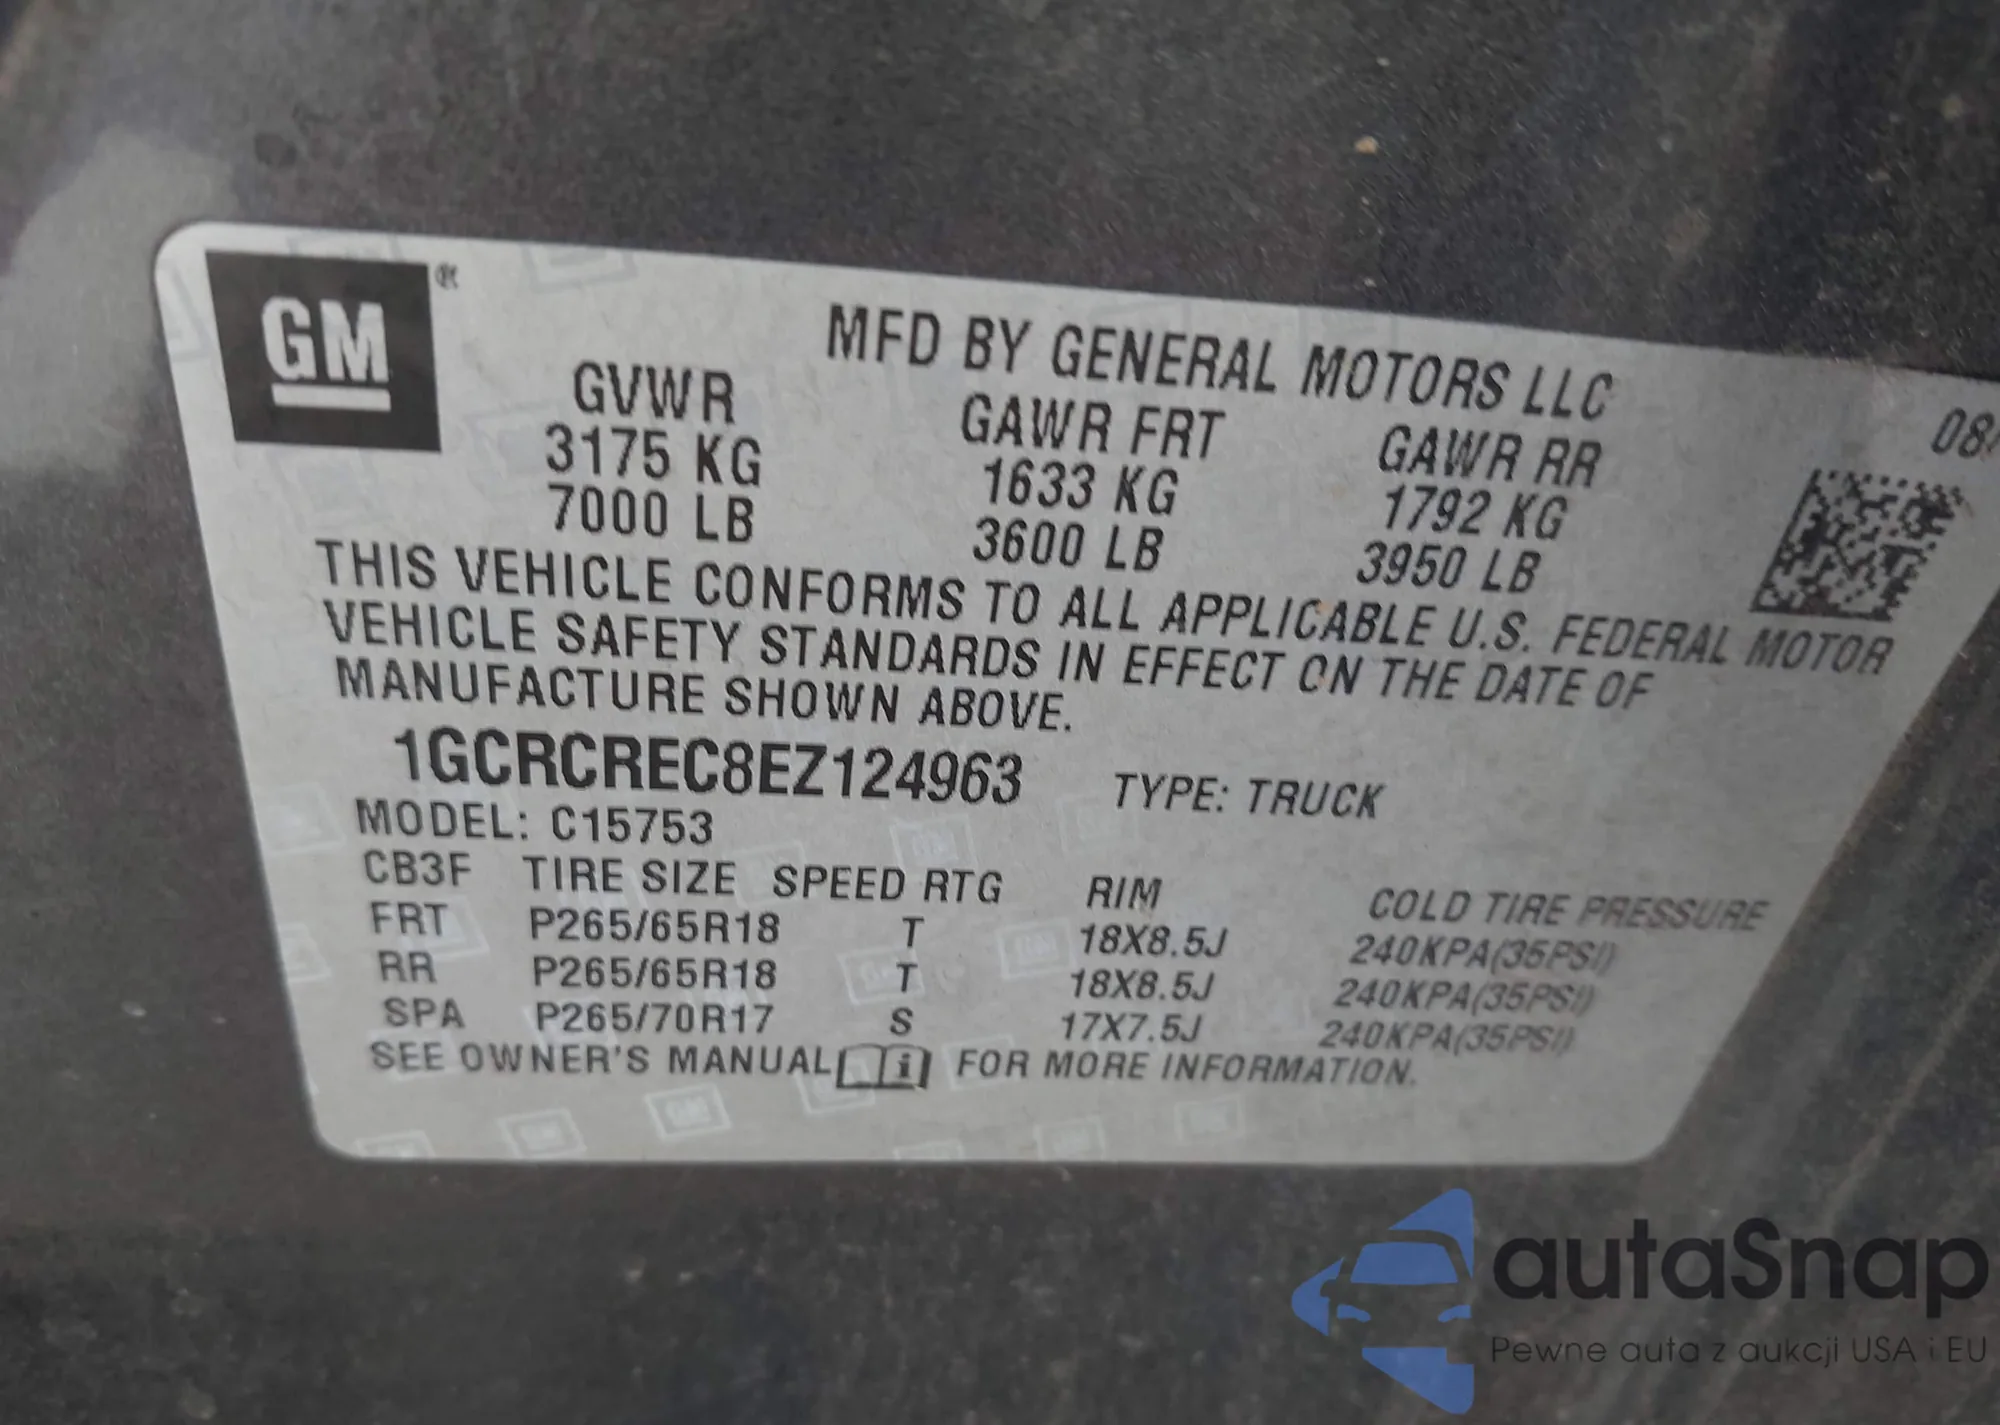 GM®
MFD BY GENERAL MOTORS LLC
08/
GVWR GAWR FRT GAWR RR
3175 KG 1633 KG 1792 KG
7000 LB 3600 LB 3950 LB
THIS VEHICLE CONFORMS TO ALL APPLICABLE U.S. FEDERAL MOTOR
VEHICLE SAFETY STANDARDS IN EFFECT ON THE DATE OF
MANUFACTURE SHOWN ABOVE.
1GCRCREC8EZ124963 TYPE: TRUCK
MODEL: C15753
CB3F TIRE SIZE SPEED RTG RIM COLD TIRE PRESSURE
FRT P265/65R18 T 18X8.5J 240KPA(35PSI)
RR P265/65R18 T 18X8.5J 240KPA(35PSI)
SPA P265/70R17 S 17X7.5J 240KPA(35PSI)
SEE OWNER'S MANUAL i FOR MORE INFORMATION.
autaSnap
Pewne auta z aukcji USA i EU